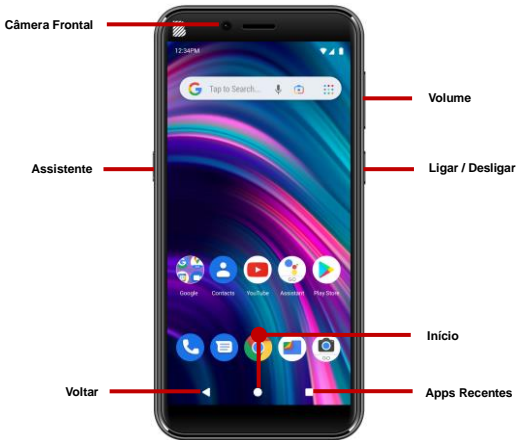 Câmera Frontal
12:34PM
Tap to Search...
Volume
Assistente
Ligar / Desligar
Google Contacts YouTube Assistant Play Store
Início
Voltar
Apps Recentes